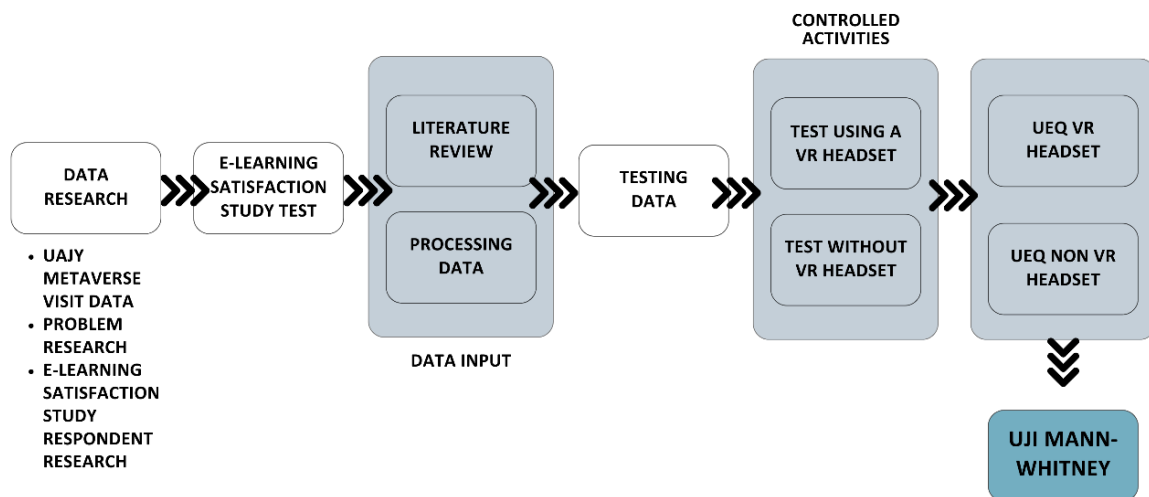 DATA
RESEARCH
• UAJY
METAVERSE
VISIT DATA
• PROBLEM
RESEARCH
• E-LEARNING
SATISFACTION
STUDY
RESPONDENT
RESEARCH
E-LEARNING
SATISFACTION
STUDY TEST
LITERATURE
REVIEW
PROCESSING
DATA
DATA INPUT
TESTING
DATA
CONTROLLED
ACTIVITIES
TEST USING A
VR HEADSET
TEST WITHOUT
VR HEADSET
UEQ VR
HEADSET
UEQ NON VR
HEADSET
UJI MANN-
WHITNEY